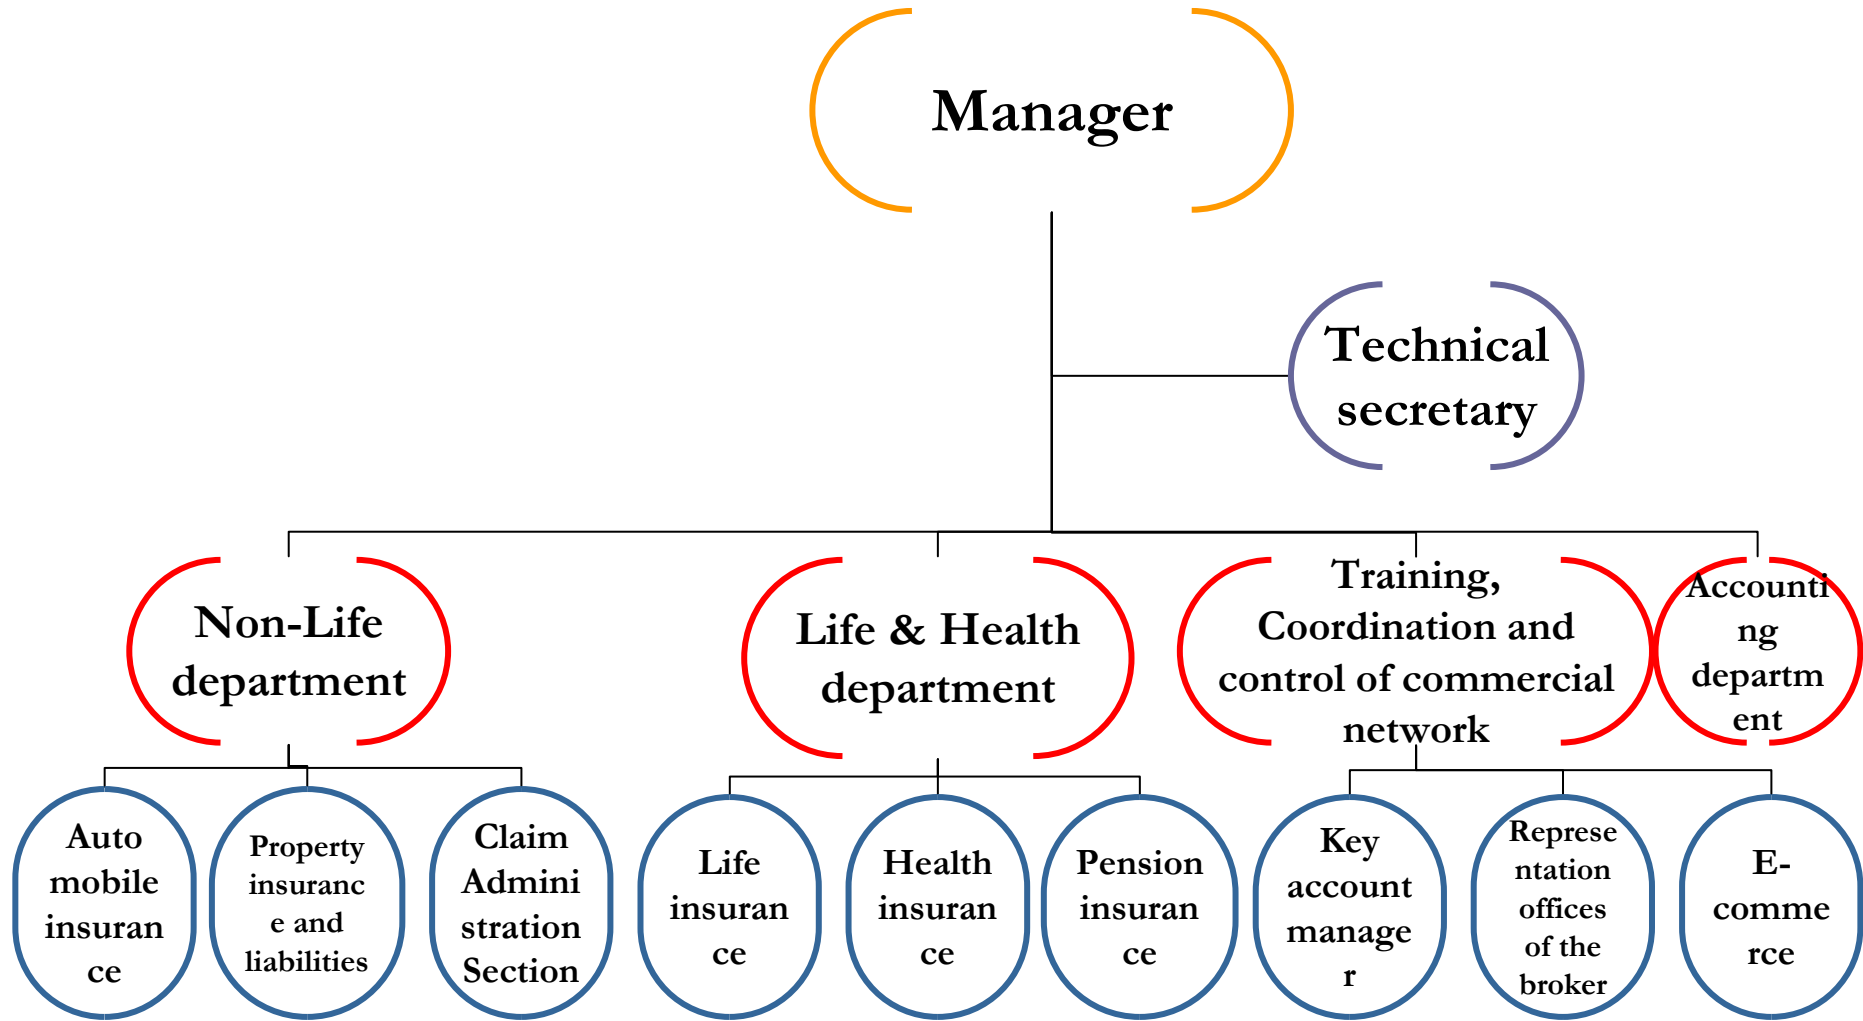 Manager
Technical
secretary
Non-Life
department
Life & Health
department
Training,
Coordination and
control of commercial
network
Accounti
ng
departm
ent
Auto
mobile
insuran
ce
Property
insuranc
e and
liabilities
Claim
Admini
stration
Section
Life
insuran
ce
Health
insuran
ce
Pension
insuran
ce
Key
account
manage
r
Represe
ntation
offices
of the
broker
E-
comme
rce